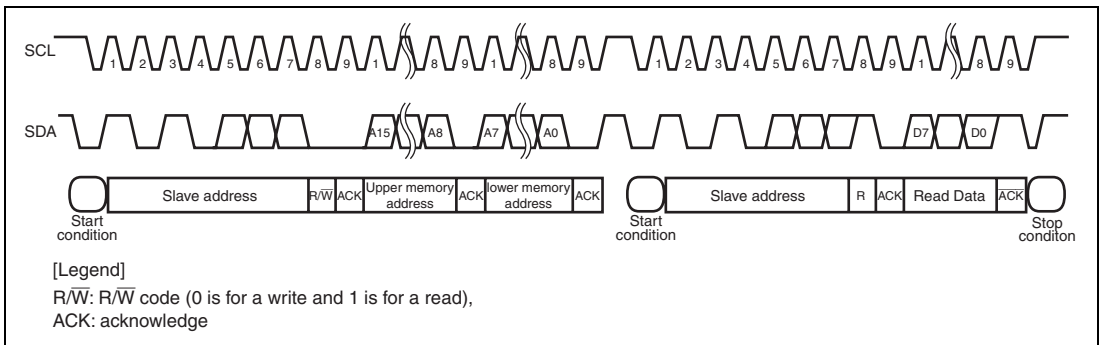 SCL 1 2 3 4 5 6 7 8 9 1 8 9 1 8 9 1 2 3 4 5 6 7 8 9 1 8 9
SDA A15 A8 A7 A0 D7 D0
Slave address R/W̅ ACK Upper memory address ACK lower memory address ACK Slave address R ACK Read Data A̅C̅K̅
Start condition Start condition Stop conditon
[Legend]
R/W̅: R/W̅ code (0 is for a write and 1 is for a read),
ACK: acknowledge